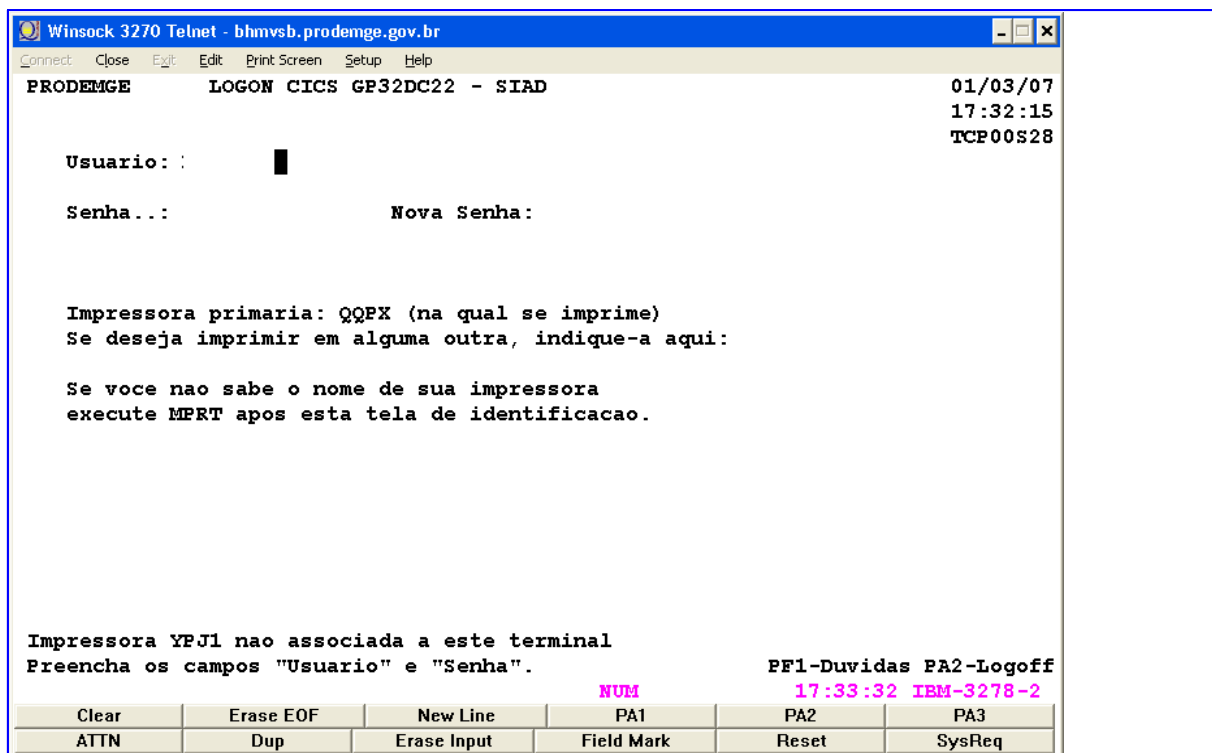 Winsock 3270 Telnet - bhmvsb.prodemge.gov.br
Connect Close Exit Edit Print Screen Setup Help
PRODEMGE LOGON CICS GP32DC22 - SIAD 01/03/07
17:32:15
TCP00S28
Usuario:
Senha..: Nova Senha:
Impressora primaria: QQPX (na qual se imprime)
Se deseja imprimir em alguma outra, indique-a aqui:
Se voce nao sabe o nome de sua impressora
execute MPRT apos esta tela de identificacao.
Impressora YPJ1 nao associada a este terminal
Preencha os campos "Usuario" e "Senha". PF1-Duvidas PA2-Logoff
NUM 17:33:32 IBM-3278-2
Clear Erase EOF New Line PA1 PA2 PA3
ATTN Dup Erase Input Field Mark Reset SysReq